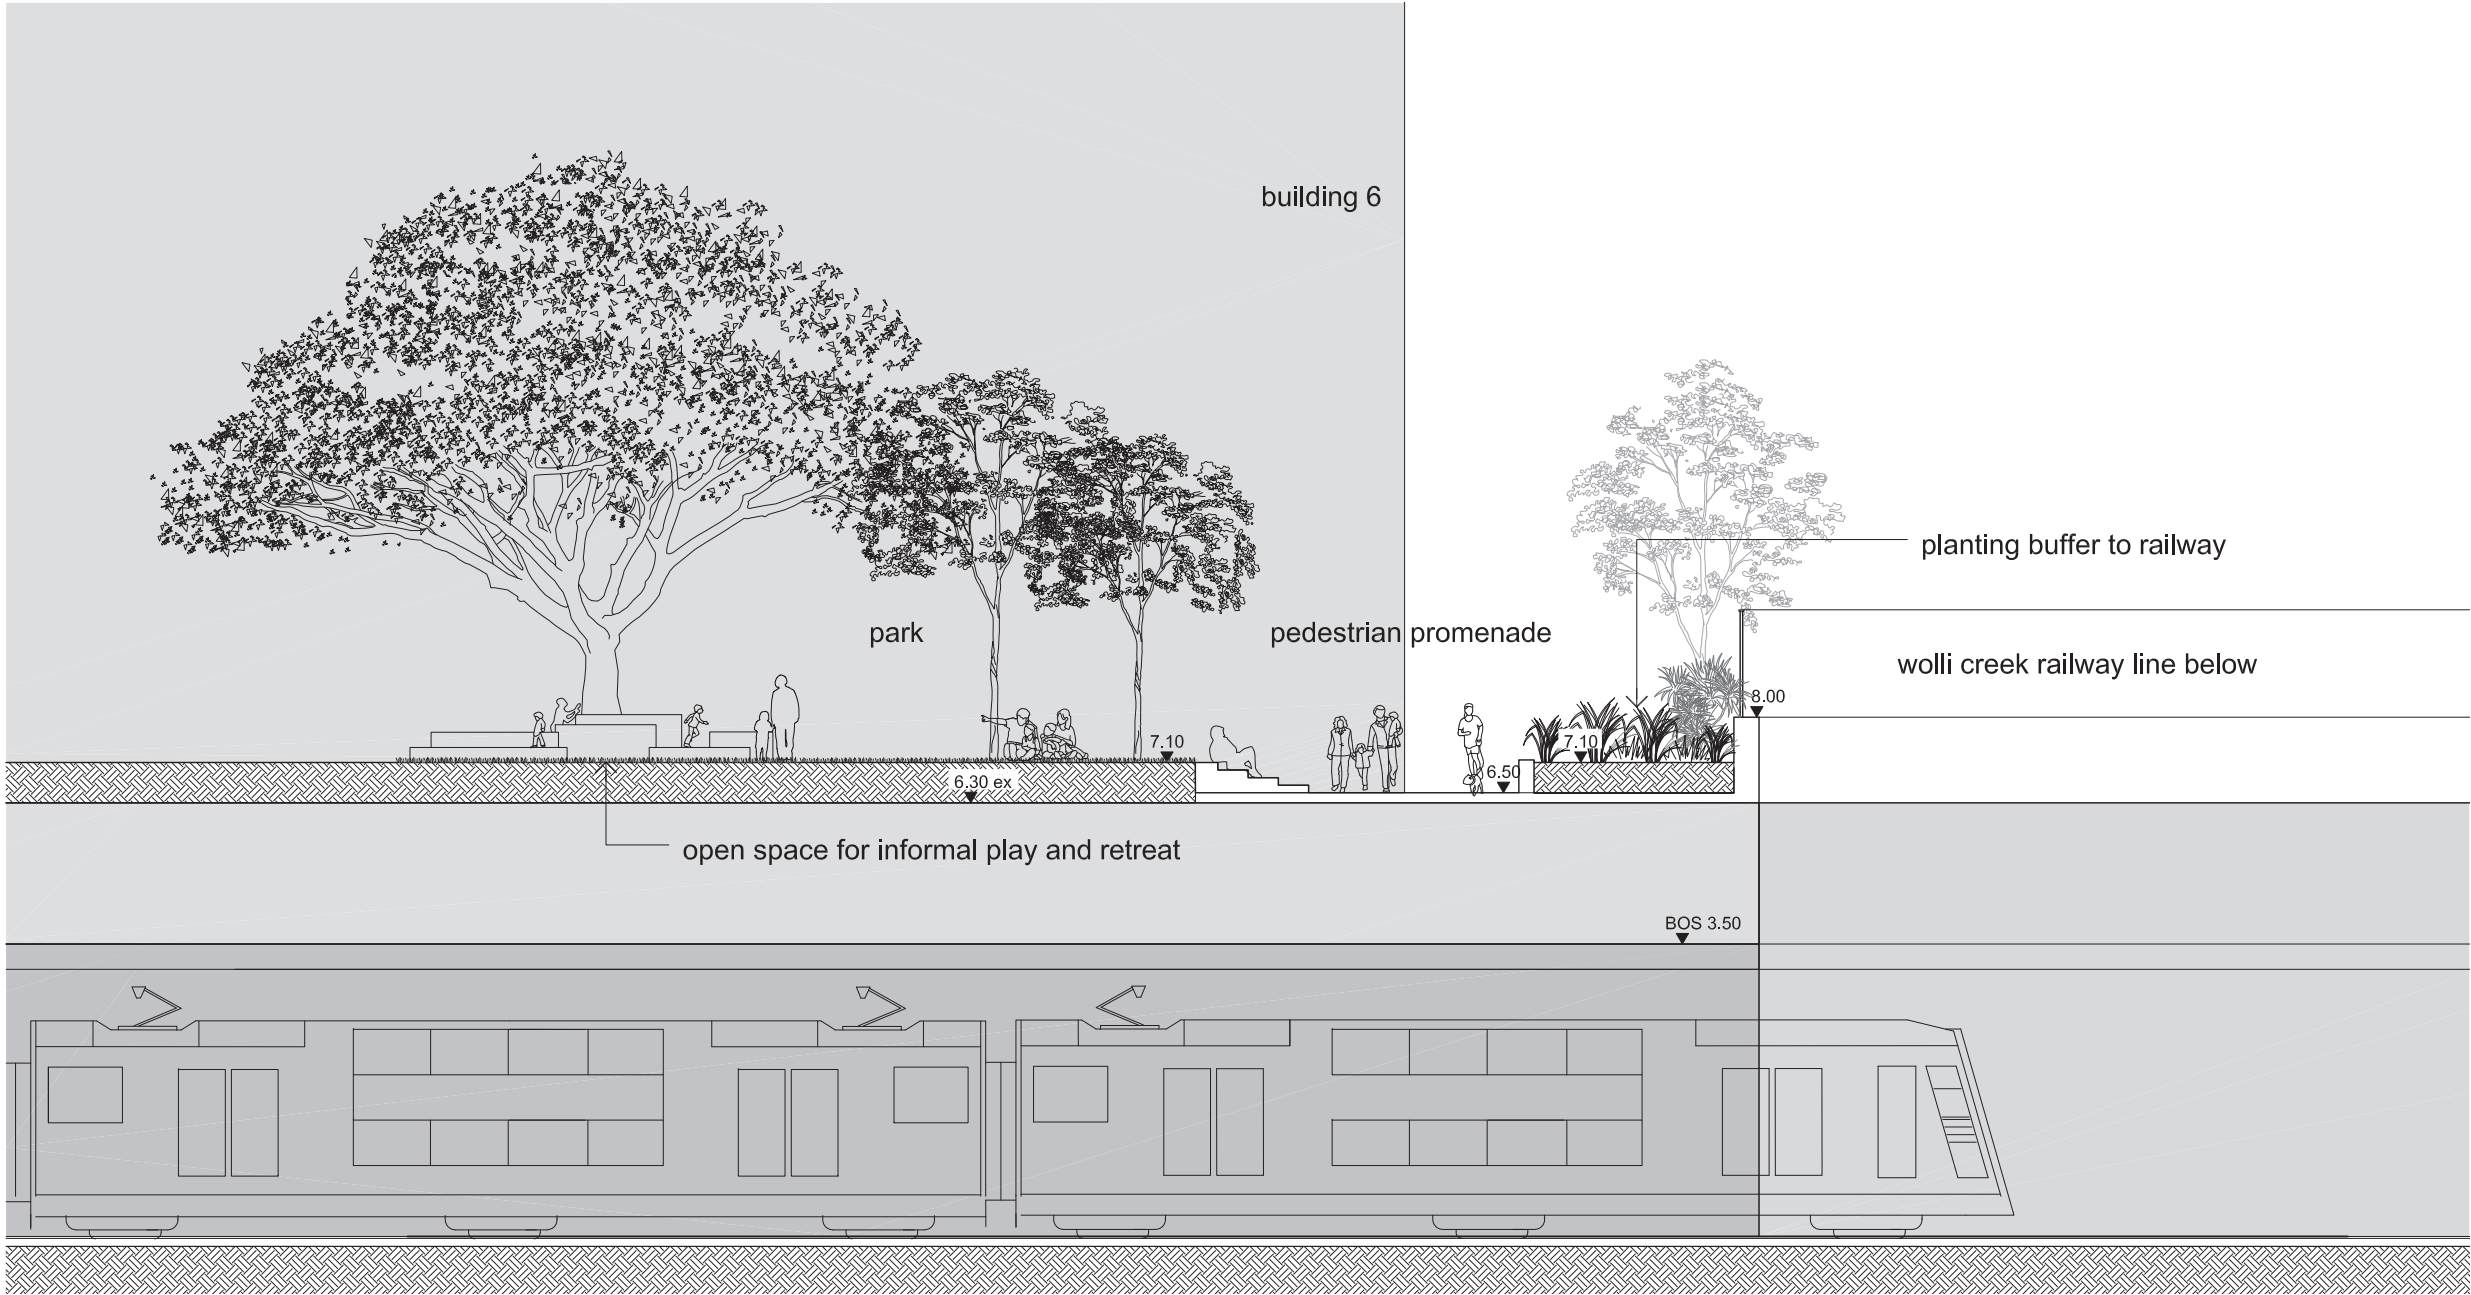 building 6
planting buffer to railway
park
pedestrian promenade
wolli creek railway line below
8.00
7.10
7.10
6.30 ex
6.50
open space for informal play and retreat
BOS 3.50